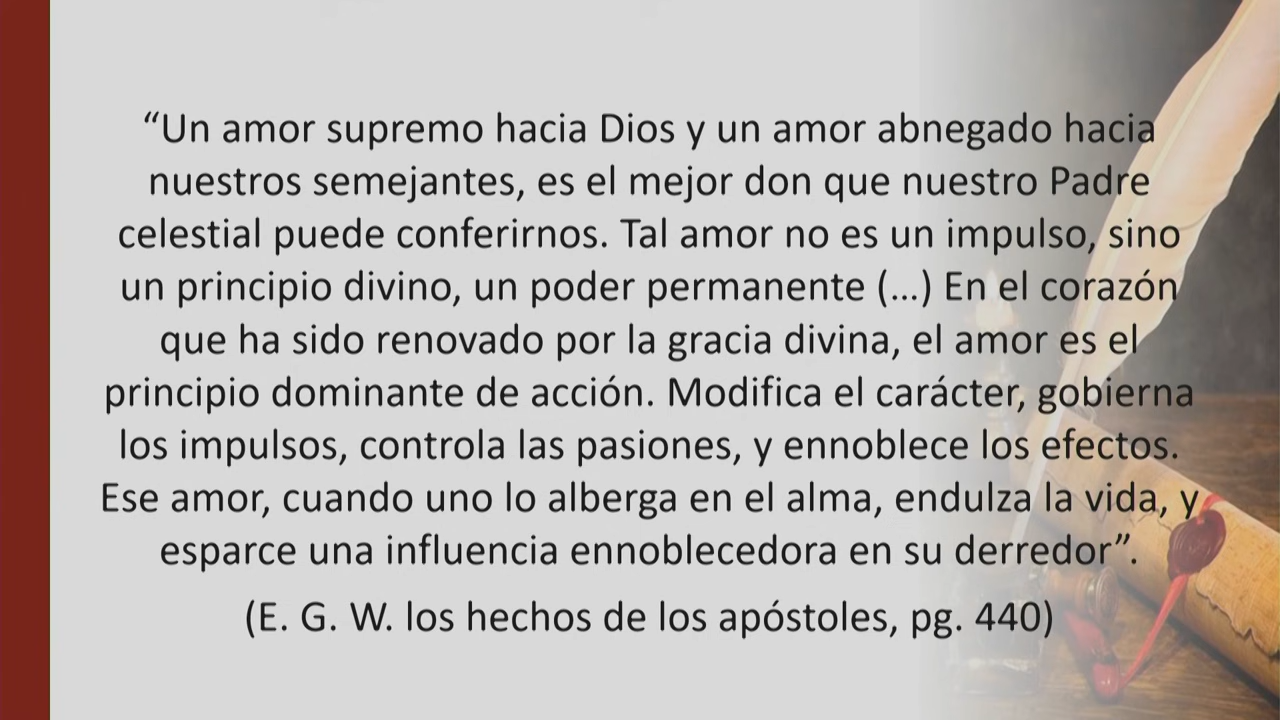 “Un amor supremo hacia Dios y un amor abnegado hacia
nuestros semejantes, es el mejor don que nuestro Padre
celestial puede conferirnos. Tal amor no es un impulso, sino
un principio divino, un poder permanente (...) En el corazón
que ha sido renovado por la gracia divina, el amor es el
principio dominante de acción. Modifica el carácter, gobierna
los impulsos, controla las pasiones, y ennoblece los efectos.
Ese amor, cuando uno lo alberga en el alma, endulza la vida, y
esparce una influencia ennoblecedora en su derredor”.
(E. G. W. los hechos de los apóstoles, pg. 440)